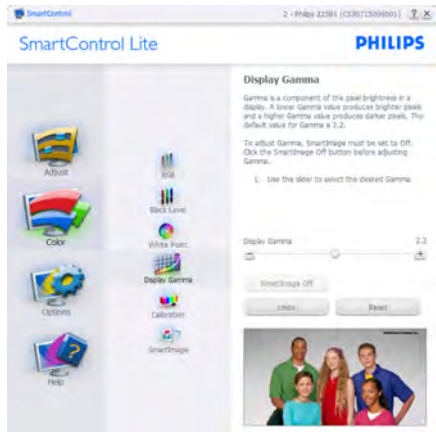 SmartControl
2 - Philips 225B1 (CS30715006001)
? X
SmartControl Lite
PHILIPS
Display Gamma
Gamma is a component of the panel brightness in a
display. A lower Gamma value produces brighter pixels
and a higher Gamma value produces darker pixels. The
default value for Gamma is 2.2.
To adjust Gamma, SmartImage must be set to Off.
Click the SmartImage Off button before adjusting
Gamma.
1. Use the slider to select the desired Gamma.
Adjust
RGB
Black Level
Color
White Point
Display Gamma
Display Gamma
2.2
SmartImage Off
Options
Calibration
Undo
Reset
SmartImage
Help